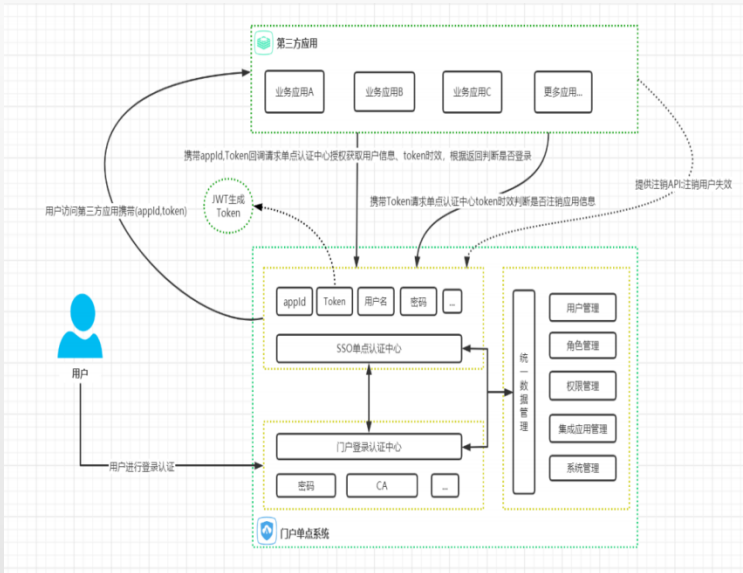 第三方应用
业务应用A
业务应用B
业务应用C
更多应用...
携带appId,Token回调请求单点认证中心授权获取用户信息、token时效，根据返回判断是否登录
提供注销API:注销用户失效
JWT生成
Token
携带Token请求单点认证中心token时效判断是否注销应用信息
用户访问第三方应用携带(appId,token)
appId
Token
用户名
密码
...
SSO单点认证中心
用户
用户进行登录认证
门户登录认证中心
密码
CA
...
统一数据管理
用户管理
角色管理
权限管理
集成应用管理
系统管理
门户单点系统